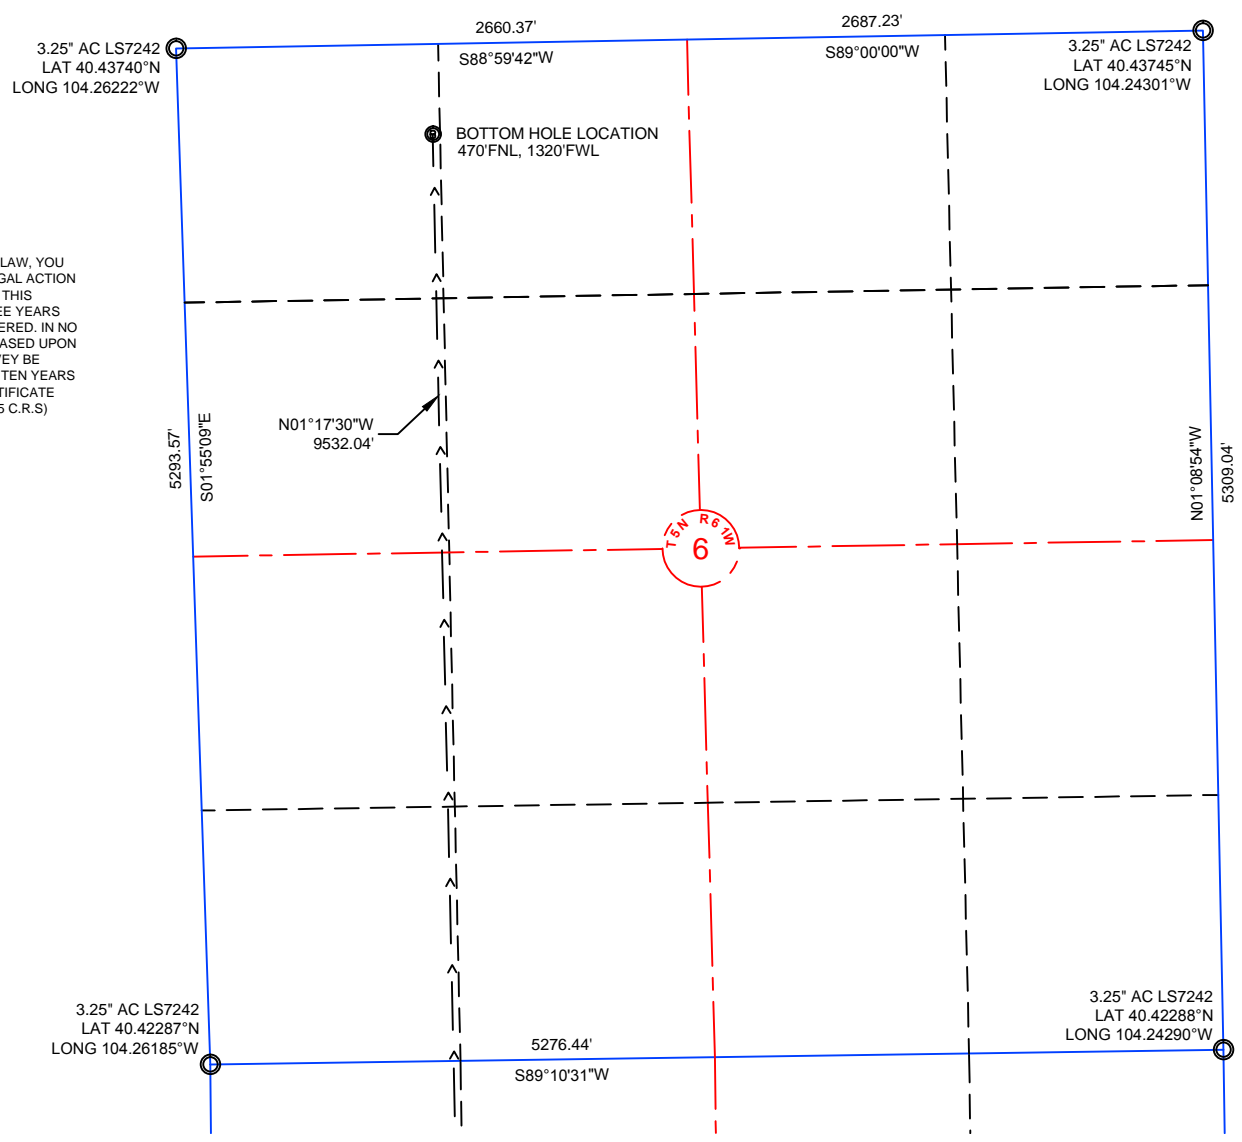 2660.37'
S88°59'42"W
2687.23'
S89°00'00"W
3.25" AC LS7242
LAT 40.43740°N
LONG 104.26222°W
3.25" AC LS7242
LAT 40.43745°N
LONG 104.24301°W
BOTTOM HOLE LOCATION
470'FNL, 1320'FWL
LAW, YOU
GAL ACTION
THIS
EE YEARS
ERED. IN NO
ASED UPON
VEY BE
TEN YEARS
TIFICATE
5 C.R.S)
N01°17'30"W
9532.04'
5293.57'
S01°55'09"E
N01°08'54"W
5309.04'
T5N R61W
6
3.25" AC LS7242
LAT 40.42287°N
LONG 104.26185°W
3.25" AC LS7242
LAT 40.42288°N
LONG 104.24290°W
5276.44'
S89°10'31"W